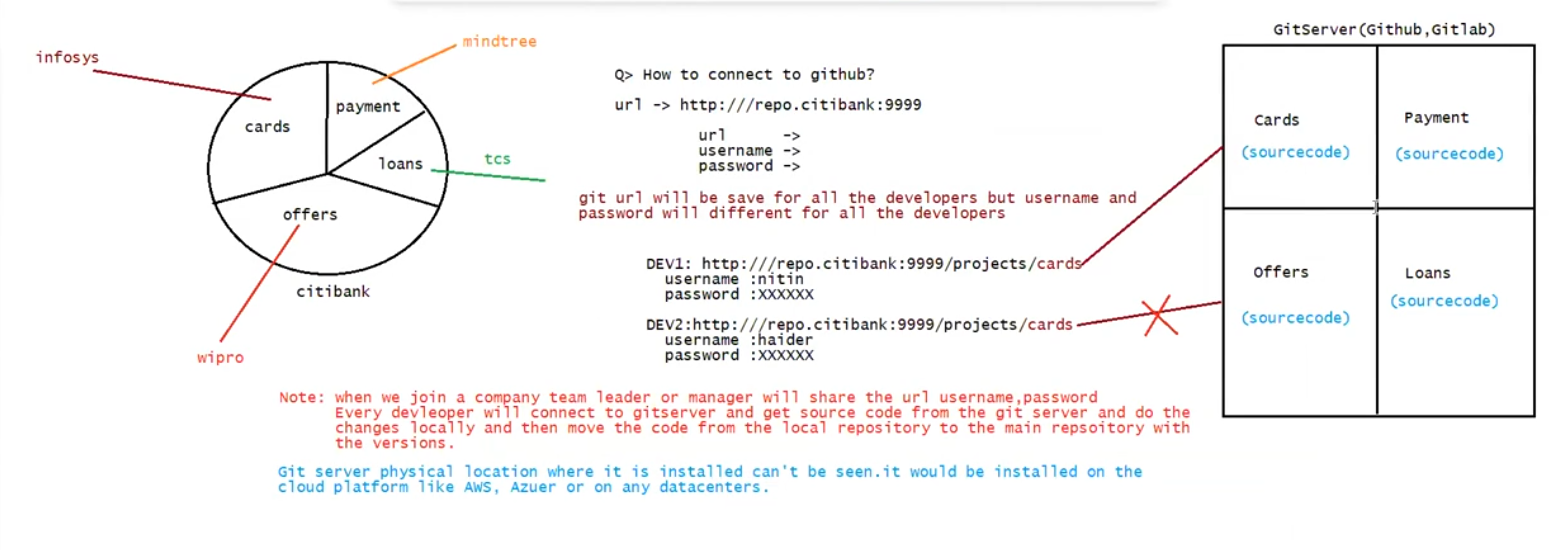 infosys
mindtree
cards
payment
loans
tcs
offers
citibank
wipro
Q> How to connect to github?
url -> http:///repo.citibank:9999
url ->
username ->
password ->
git url will be save for all the developers but username and
password will different for all the developers
DEV1: http:///repo.citibank:9999/projects/cards
username :nitin
password :XXXXXX
DEV2:http:///repo.citibank:9999/projects/cards
username :haider
password :XXXXXX
GitServer(Github,Gitlab)
Cards
(sourcecode)
Payment
(sourcecode)
Offers
(sourcecode)
Loans
(sourcecode)
Note: when we join a company team leader or manager will share the url username,password
Every devleoper will connect to gitserver and get source code from the git server and do the
changes locally and then move the code from the local repository to the main repsoitory with
the versions.
Git server physical location where it is installed can't be seen.it would be installed on the
cloud platform like AWS, Azuer or on any datacenters.